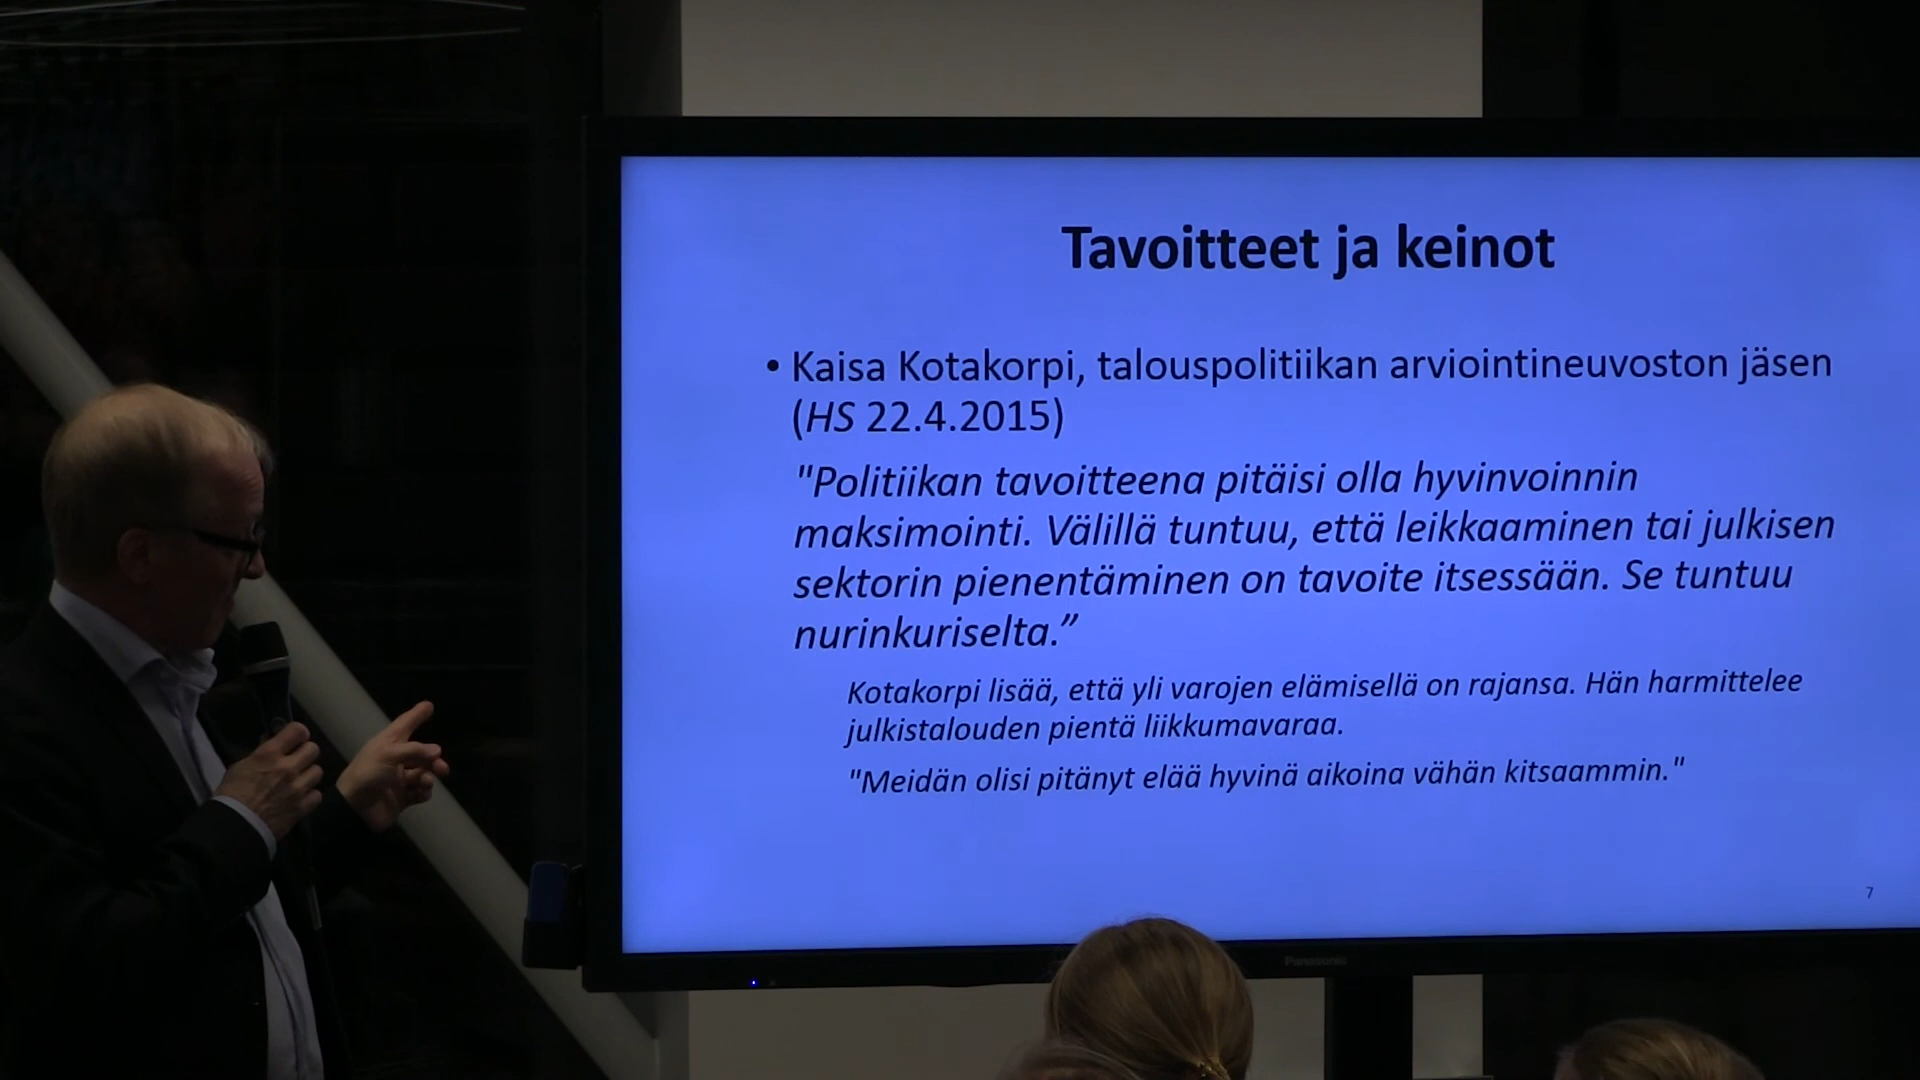 Tavoitteet ja keinot
• Kaisa Kotakorpi, talouspolitiikan arviointineuvoston jäsen
(HS 22.4.2015)
"Politiikan tavoitteena pitäisi olla hyvinvoinnin
maksimointi. Välillä tuntuu, että leikkaaminen tai julkisen
sektorin pienentäminen on tavoite itsessään. Se tuntuu
nurinkuriselta.”
Kotakorpi lisää, että yli varojen elämisellä on rajansa. Hän harmittelee
julkistalouden pientä liikkumavaraa.
"Meidän olisi pitänyt elää hyvinä aikoina vähän kitsaammin."
7
Panasonic